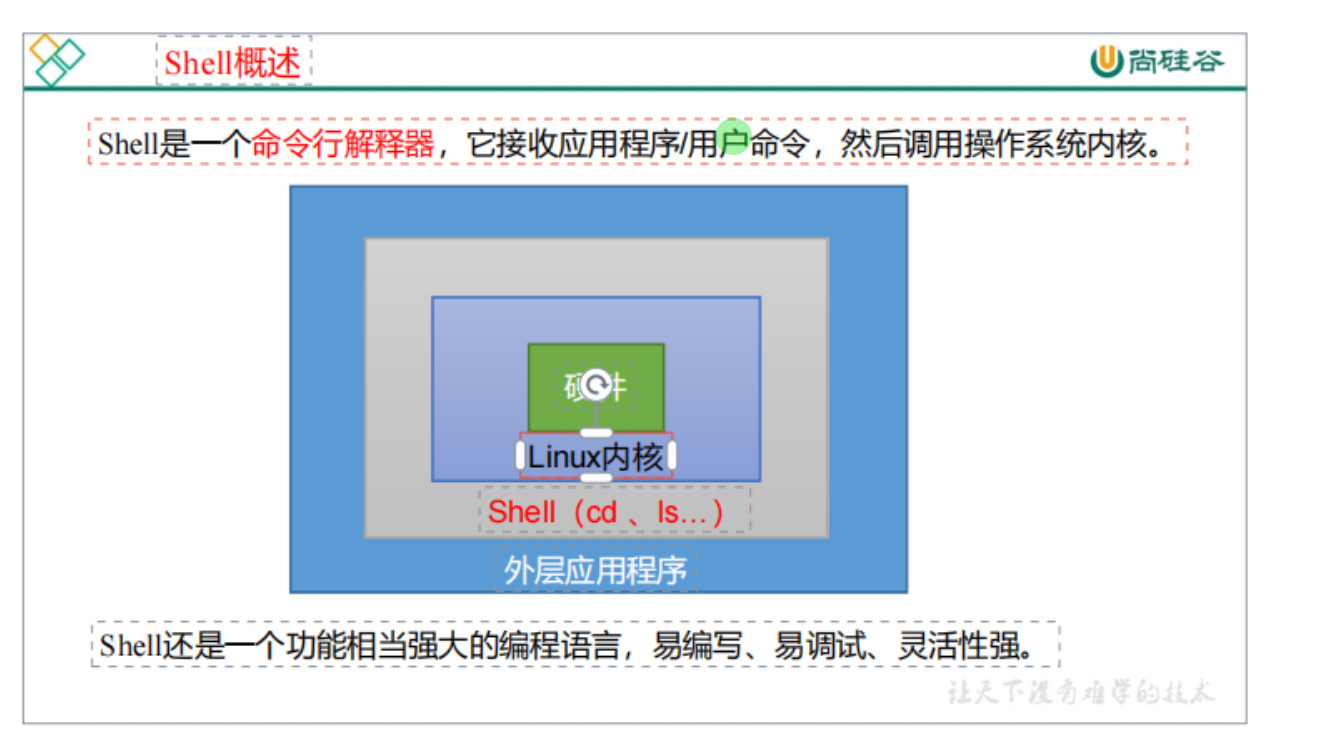 Shell概述
尚硅谷
Shell是一个命令行解释器，它接收应用程序/用户命令，然后调用操作系统内核。
硬件
Linux内核
Shell（cd 、ls...）
外层应用程序
Shell还是一个功能相当强大的编程语言，易编写、易调试、灵活性强。
让天下没有难学的技术